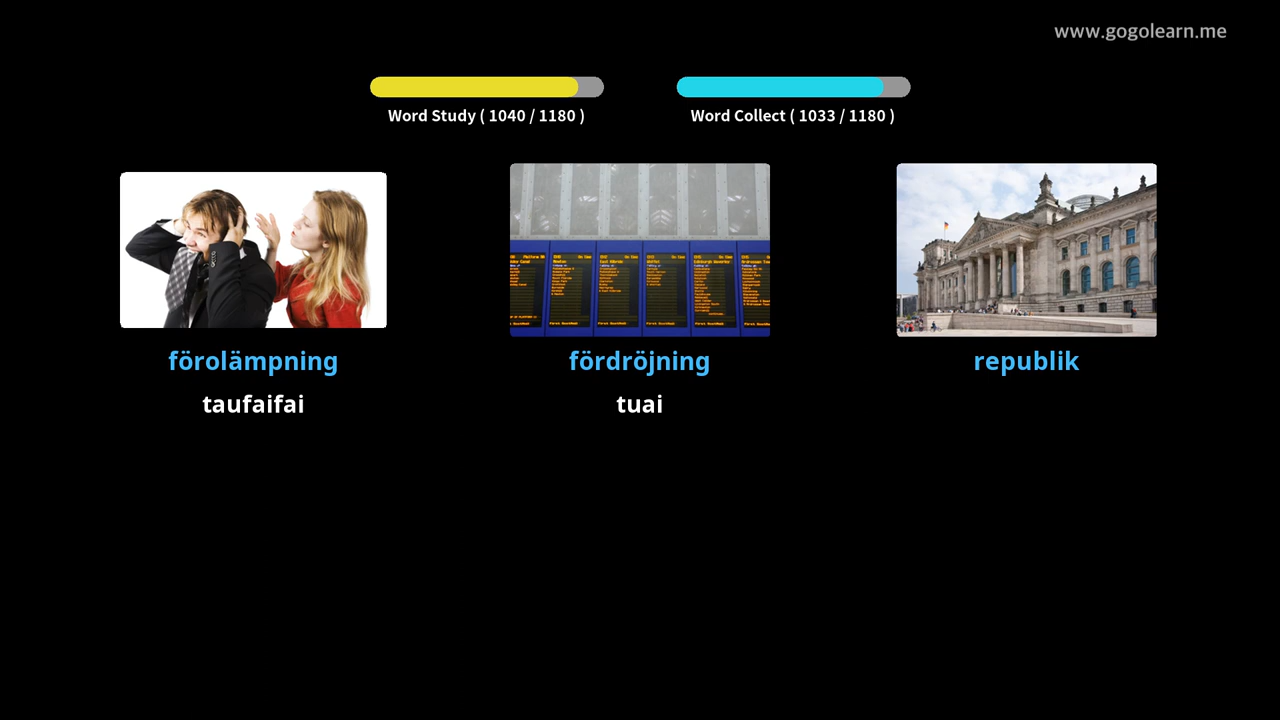 www.gogolearn.me
Word Study ( 1040 / 1180 )
Word Collect ( 1033 / 1180 )
förolämpning
fördröjning
republik
taufaifai
tuai